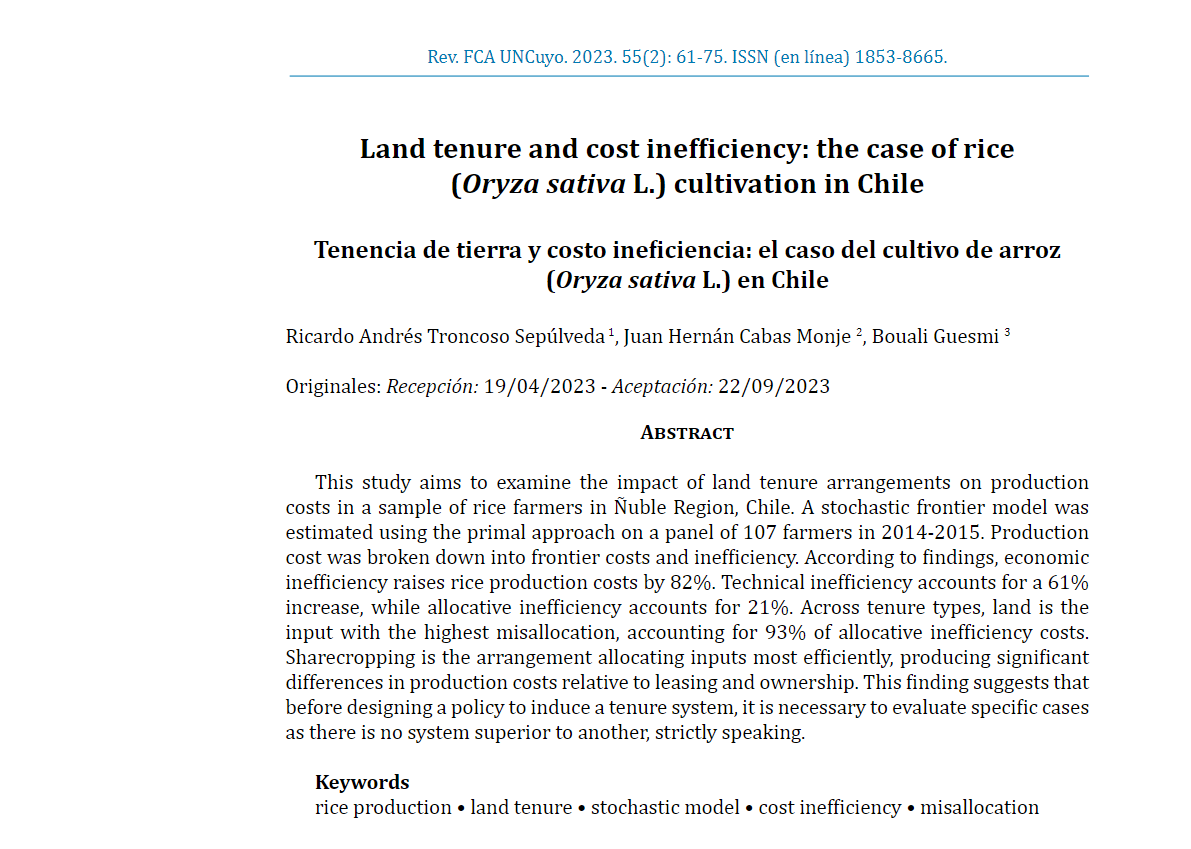 Rev. FCA UNCuyo. 2023. 55(2): 61-75. ISSN (en línea) 1853-8665.
Land tenure and cost inefficiency: the case of rice
(Oryza sativa L.) cultivation in Chile
Tenencia de tierra y costo ineficiencia: el caso del cultivo de arroz
(Oryza sativa L.) en Chile
Ricardo Andrés Troncoso Sepúlveda 1, Juan Hernán Cabas Monje 2, Bouali Guesmi 3
Originales: Recepción: 19/04/2023 - Aceptación: 22/09/2023
Abstract
This study aims to examine the impact of land tenure arrangements on production
costs in a sample of rice farmers in Ñuble Region, Chile. A stochastic frontier model was
estimated using the primal approach on a panel of 107 farmers in 2014-2015. Production
cost was broken down into frontier costs and inefficiency. According to findings, economic
inefficiency raises rice production costs by 82%. Technical inefficiency accounts for a 61%
increase, while allocative inefficiency accounts for 21%. Across tenure types, land is the
input with the highest misallocation, accounting for 93% of allocative inefficiency costs.
Sharecropping is the arrangement allocating inputs most efficiently, producing significant
differences in production costs relative to leasing and ownership. This finding suggests that
before designing a policy to induce a tenure system, it is necessary to evaluate specific cases
as there is no system superior to another, strictly speaking.
Keywords
rice production • land tenure • stochastic model • cost inefficiency • misallocation